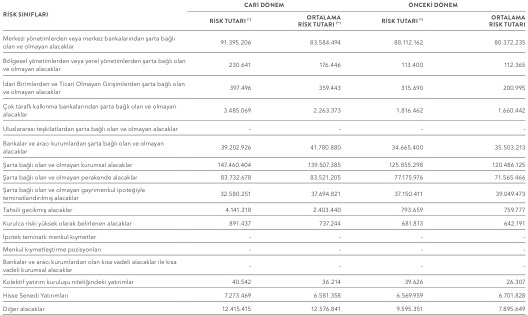 CARİ DÖNEM ÖNCEKİ DÖNEM
RİSK SINIFLARI RİSK TUTARI (*) ORTALAMA RİSK TUTARI (**) RİSK TUTARI (*) ORTALAMA RİSK TUTARI
Merkezi yönetimlerden veya merkez bankalarından şarta bağlı
olan ve olmayan alacaklar 91.395.206 83.584.494 88.112.162 80.372.235
Bölgesel yönetimlerden veya yerel yönetimlerden şarta bağlı olan
ve olmayan alacaklar 230.641 176.446 113.400 112.365
İdari Birimlerden ve Ticari Olmayan Girişimlerden şarta bağlı olan
ve olmayan alacaklar 397.496 359.443 315.690 200.995
Çok taraflı kalkınma bankalarından şarta bağlı olan ve olmayan
alacaklar 3.485.069 2.263.373 1.816.462 1.660.442
Uluslararası teşkilatlardan şarta bağlı olan ve olmayan alacaklar - - - -
Bankalar ve aracı kurumlardan şarta bağlı olan ve olmayan
alacaklar 39.202.926 41.780.880 34.665.400 35.503.213
Şarta bağlı olan ve olmayan kurumsal alacaklar 147.460.404 139.507.385 125.855.298 120.486.125
Şarta bağlı olan ve olmayan perakende alacaklar 83.732.678 83.521.205 77.175.976 71.565.466
Şarta bağlı olan ve olmayan gayrimenkul ipoteğiyle
teminatlandırılmış alacaklar 32.580.251 37.694.821 37.150.411 39.049.473
Tahsili gecikmiş alacaklar 4.141.318 2.403.440 793.659 759.777
Kurulca riski yüksek olarak belirlenen alacaklar 891.437 737.244 681.813 642.191
İpotek teminatlı menkul kıymetler - - - -
Menkul kıymetleştirme pozisyonları - - - -
Bankalar ve aracı kurumlardan olan kısa vadeli alacaklar ile kısa
vadeli kurumsal alacaklar - - - -
Kolektif yatırım kuruluşu niteliğindeki yatırımlar 40.542 36.214 39.626 26.307
Hisse Senedi Yatırımları 7.273.469 6.581.358 6.569.959 6.701.828
Diğer alacaklar 12.415.415 12.576.841 9.595.351 7.895.649